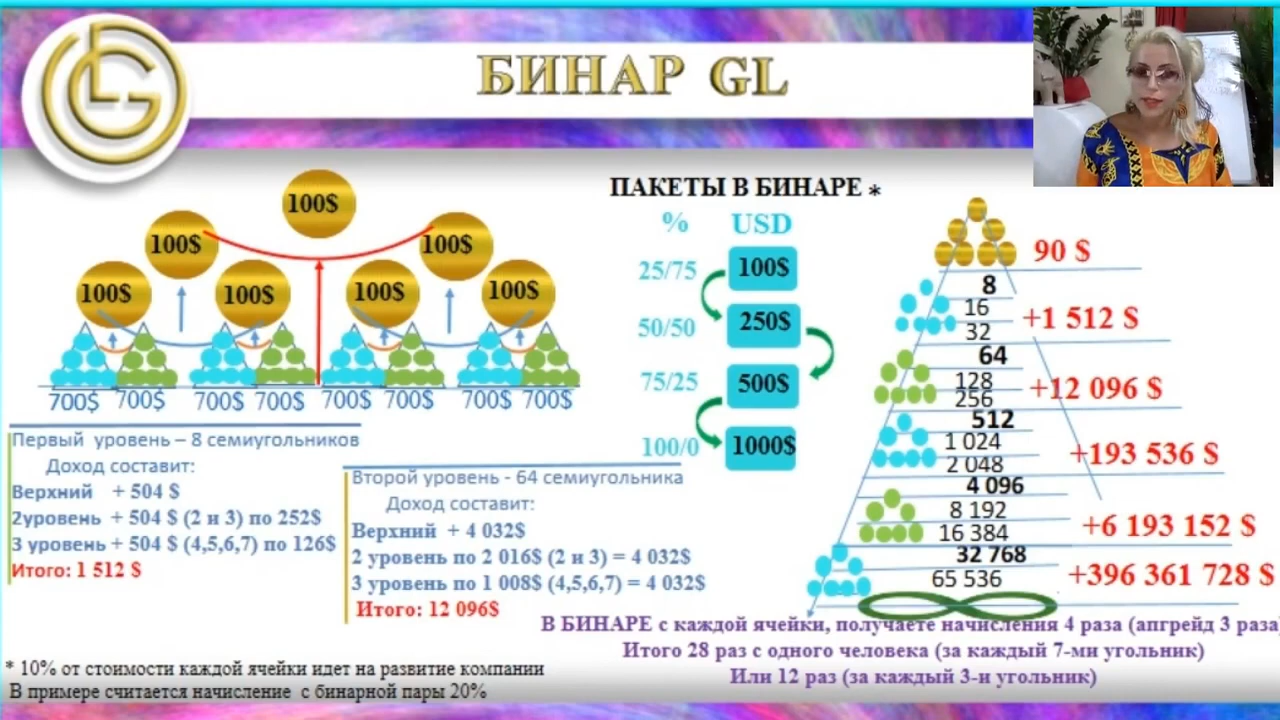 БИНАР GL
100$
100$ 100$
100$ 100$ 100$ 100$
700$ 700$ 700$ 700$ 700$ 700$ 700$ 700$
Первый уровень – 8 семиугольников
Доход составит:
Верхний + 504 $
2уровень + 504 $ (2 и 3) по 252$
3 уровень + 504 $ (4,5,6,7) по 126$
Итого: 1 512 $
Второй уровень - 64 семиугольника
Доход составит:
Верхний + 4 032$
2 уровень по 2 016$ (2 и 3) = 4 032$
3 уровень по 1 008$ (4,5,6,7) = 4 032$
Итого: 12 096$
ПАКЕТЫ В БИНАРЕ *
% USD
25/75 100$
50/50 250$
75/25 500$
100/0 1000$
90 $
8
16
+1 512 $
32
64
128
+12 096 $
256
512
1 024
+193 536 $
2 048
4 096
8 192
+6 193 152 $
16 384
32 768
65 536
+396 361 728 $
В БИНАРЕ с каждой ячейки, получаете начисления 4 раза (апгрейд 3 раза
Итого 28 раз с одного человека (за каждый 7-ми угольник)
Или 12 раз (за каждый 3-и угольник)
* 10% от стоимости каждой ячейки идет на развитие компании
В примере считается начисление с бинарной пары 20%